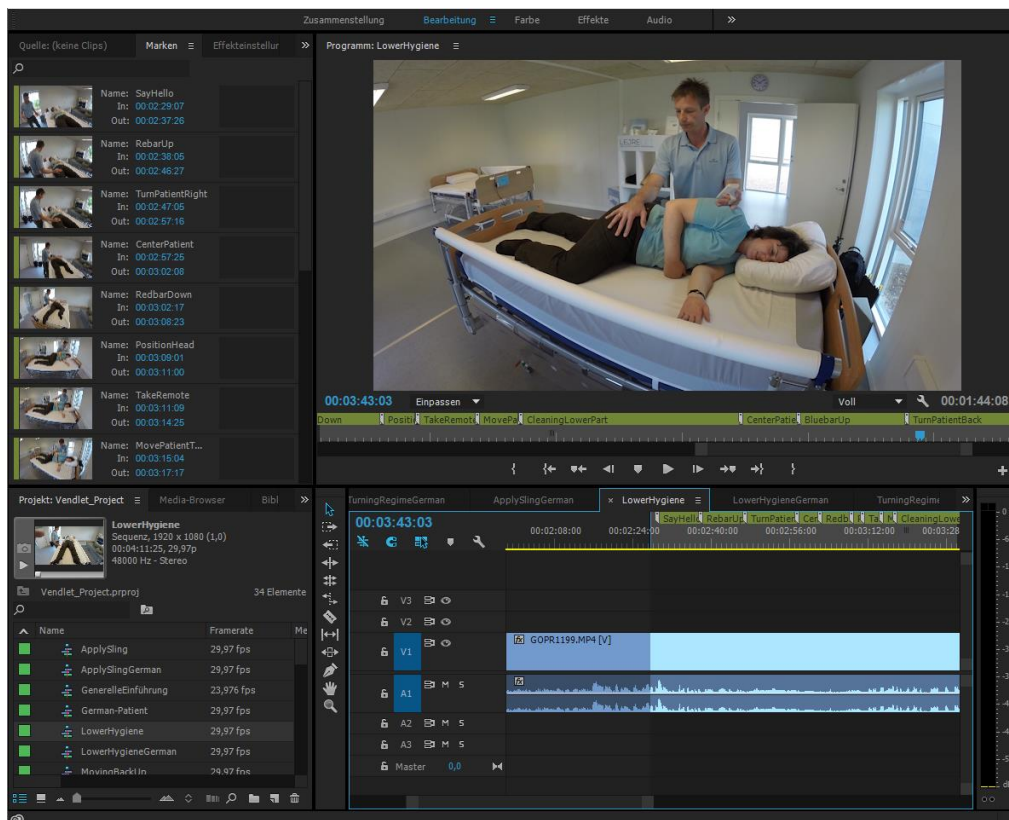 Zusammenstellung Bearbeitung Farbe Effekte Audio
Quelle: (keine Clips) Marken Effekteinstellur
Programm: LowerHygiene
Name: SayHello
In: 00:02:29:07
Out: 00:02:37:26
Name: RebarUp
In: 00:02:38:05
Out: 00:02:46:27
Name: TurnPatientRight
In: 00:02:47:05
Out: 00:02:57:16
Name: CenterPatient
In: 00:02:57:25
Out: 00:03:02:08
Name: RedbarDown
In: 00:03:02:17
Out: 00:03:08:23
Name: PositionHead
In: 00:03:09:01
Out: 00:03:11:00
Name: TakeRemote
In: 00:03:11:09
Out: 00:03:14:25
Name: MovePatientT...
In: 00:03:15:04
Out: 00:03:17:17
00:03:43:03 Einpassen Voll 00:01:44:08
Down Positi TakeRemote MovePa CleaningLowerPart CenterPatie BluebarUp TurnPatientBack
Projekt: Vendlet_Project Media-Browser Bibl
LowerHygiene
Sequenz, 1920 x 1080 (1,0)
00:04:11:25, 29,97p
48000 Hz - Stereo
Vendlet_Project.prproj 34 Elemente
Name Framerate Me
ApplySling 29,97 fps
ApplySlingGerman 29,97 fps
GenerelleEinführung 23,976 fps
German-Patient 29,97 fps
LowerHygiene 29,97 fps
LowerHygieneGerman 29,97 fps
MovingBackUp 29,97 fps
TurningRegimeGerman ApplySlingGerman × LowerHygiene LowerHygieneGerman TurningRegime
00:03:43:03
SayHello RebarUp TurnPatien Cen Redb Ta CleaningLowe
00:02:08:00 00:02:24:00 00:02:40:00 00:02:56:00 00:03:12:00 00:03:28
V3
V2
V1
fx GOPR1199.MP4 [V]
A1 M S
fx
A2 M S
A3 M S
Master 0,0